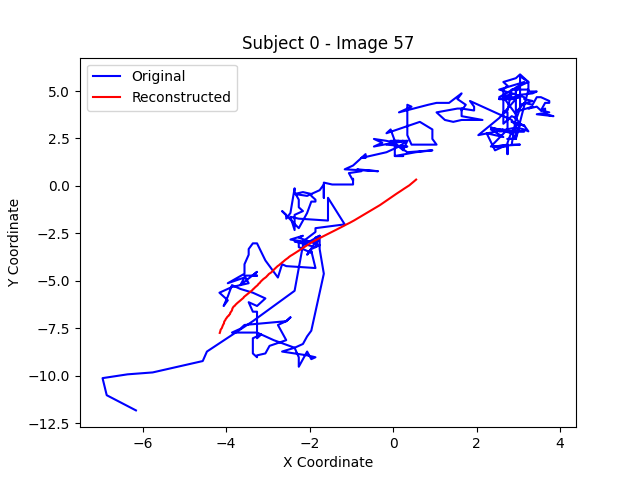 Subject 0 - Image 57
Original
Reconstructed
Y Coordinate
5.0
2.5
0.0
−2.5
−5.0
−7.5
−10.0
−12.5
−6 −4 −2 0 2 4
X Coordinate